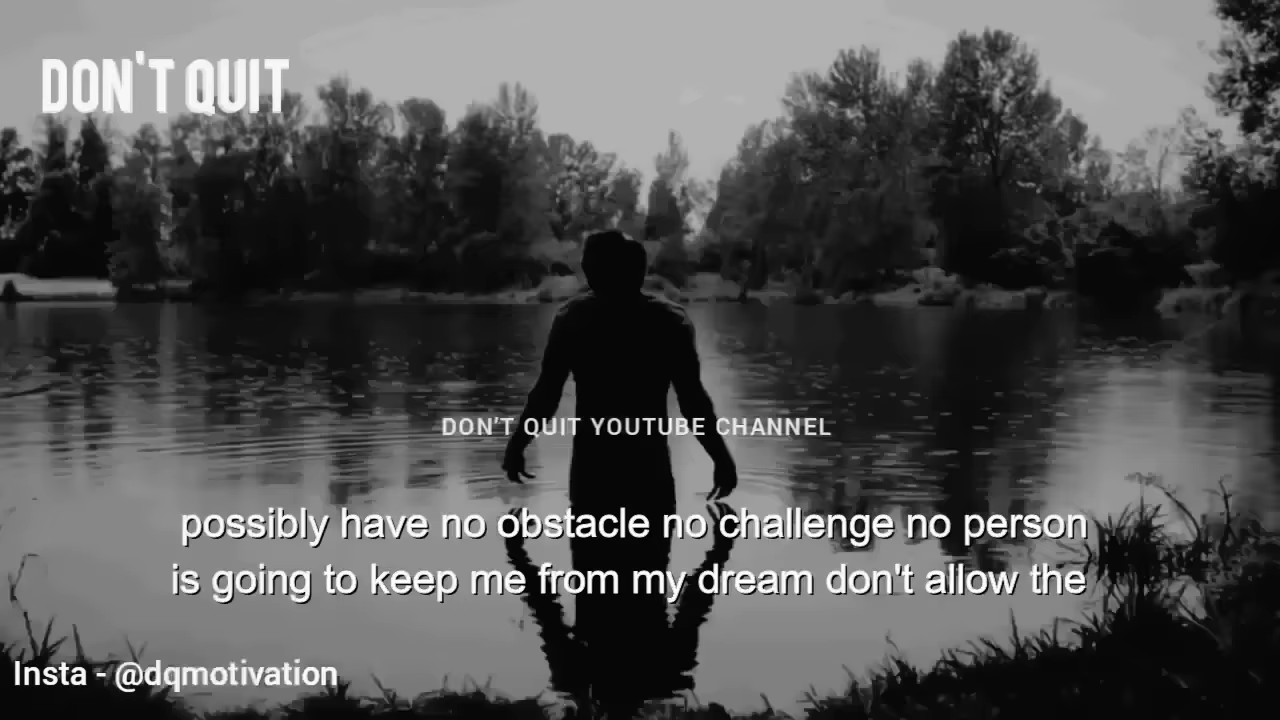 DON'T QUIT
DON'T QUIT YOUTUBE CHANNEL
possibly have no obstacle no challenge no person
is going to keep me from my dream don't allow the
Insta - @dqmotivation